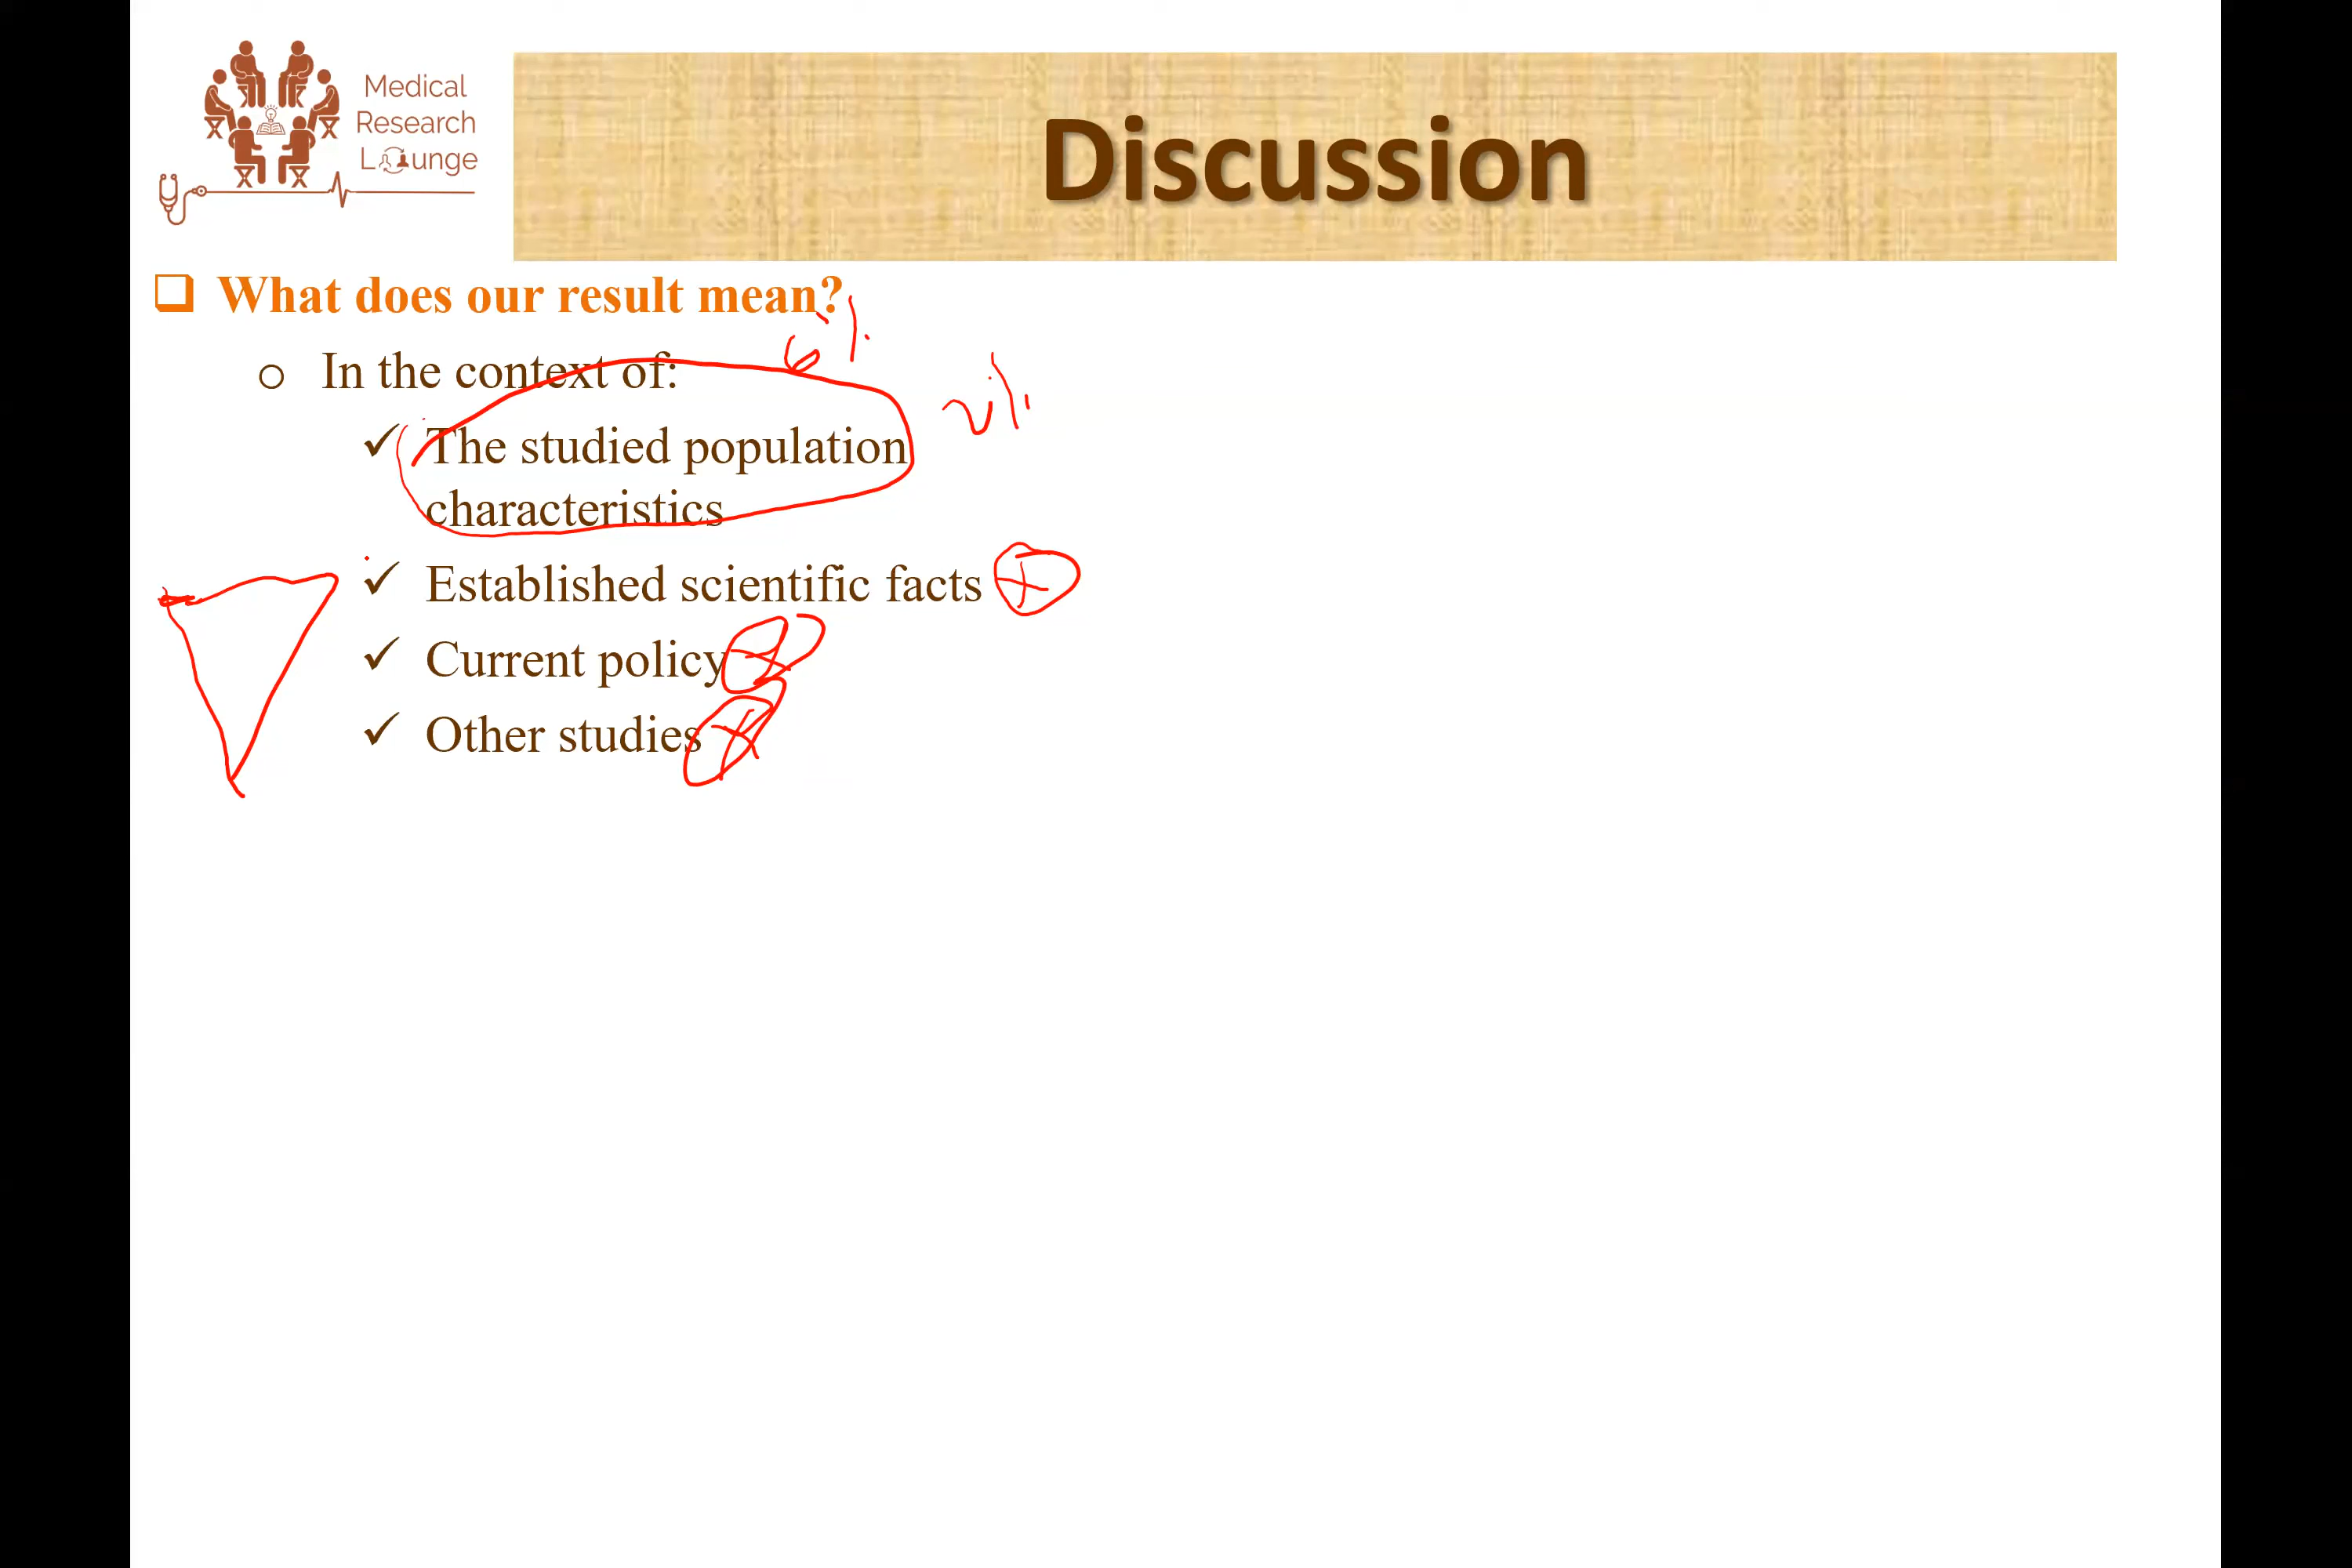 Medical
Research
Lounge
Discussion
What does our result mean?
In the context of:
The studied population
characteristics
Established scientific facts
Current policy
Other studies